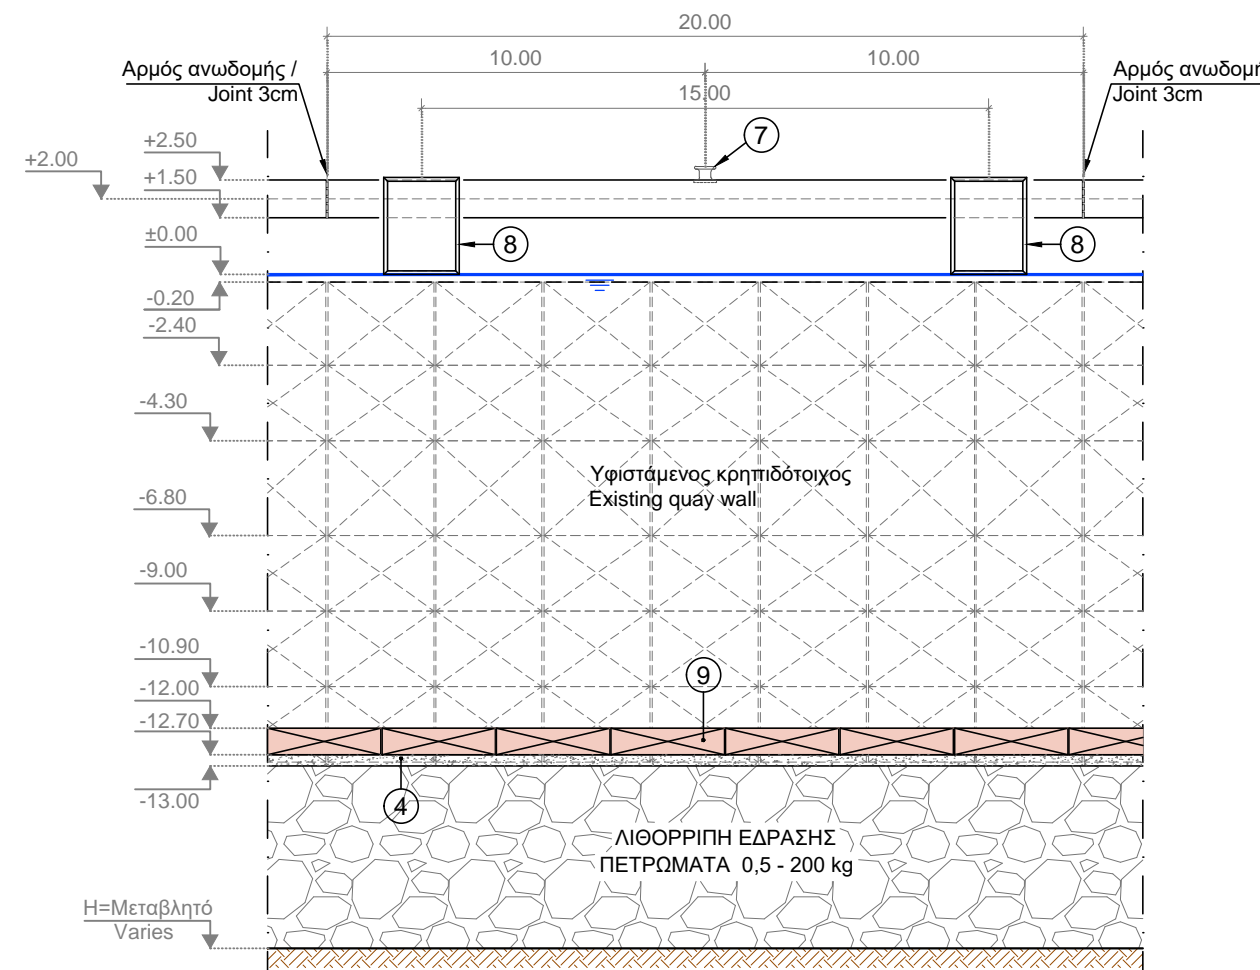 20.00
10.00
10.00
15.00
Αρμός ανωδομής /
Joint 3cm
Αρμός ανωδομή
Joint 3cm
7
+2.50
+2.00
+1.50
8
8
±0.00
-0.20
-2.40
-4.30
Υφιστάμενος κρηπιδότοιχος
Existing quay wall
-6.80
-9.00
-10.90
9
-12.00
-12.70
4
-13.00
ΛΙΘΟΡΡΙΠΗ ΕΔΡΑΣΗΣ
ΠΕΤΡΩΜΑΤΑ 0,5 - 200 kg
H=Μεταβλητό
Varies